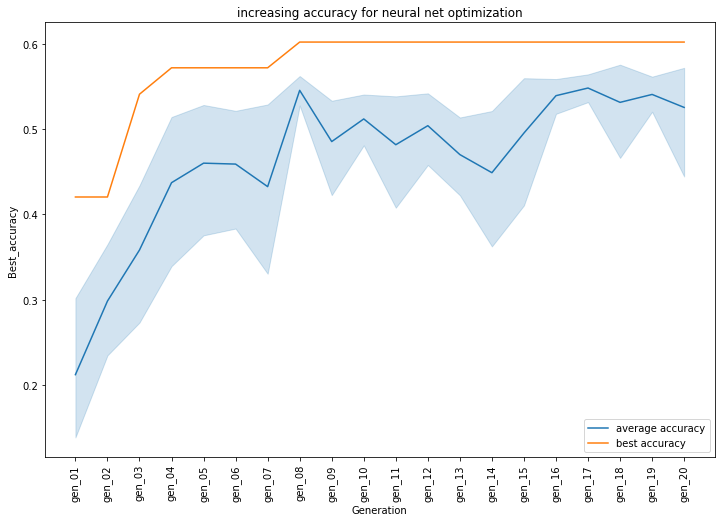 increasing accuracy for neural net optimization
Best_accuracy
0.6
0.5
0.4
0.3
0.2
average accuracy
best accuracy
gen_01
gen_02
gen_03
gen_04
gen_05
gen_06
gen_07
gen_08
gen_09
gen_10
gen_11
gen_12
gen_13
gen_14
gen_15
gen_16
gen_17
gen_18
gen_19
gen_20
Generation